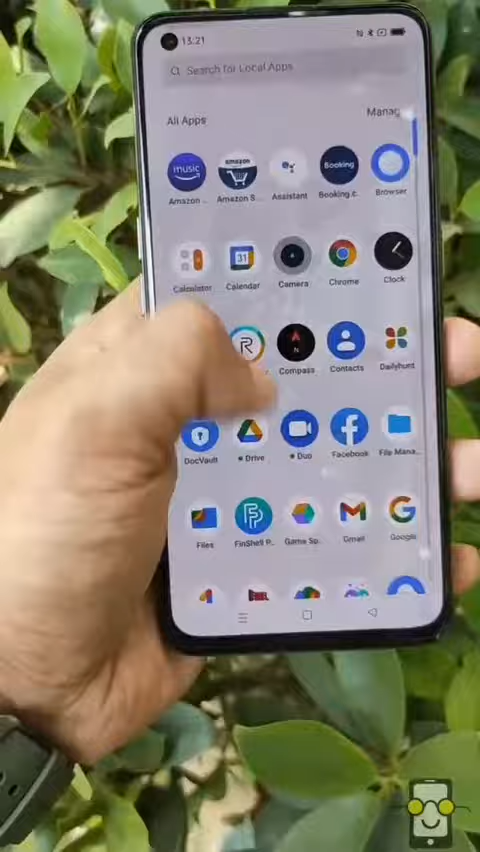 13:21
Search for Local Apps
All Apps Manag
music amazon Booking
Amazon .. Amazon S... Assistant Booking.c.. Browser
31
Calculator Calendar Camera Chrome Clock
R N
Compass Contacts Dailyhunt
DocVault Drive Duo Facebook File Mana...
Files FinShell P.. Game Sp.. Gmail Google